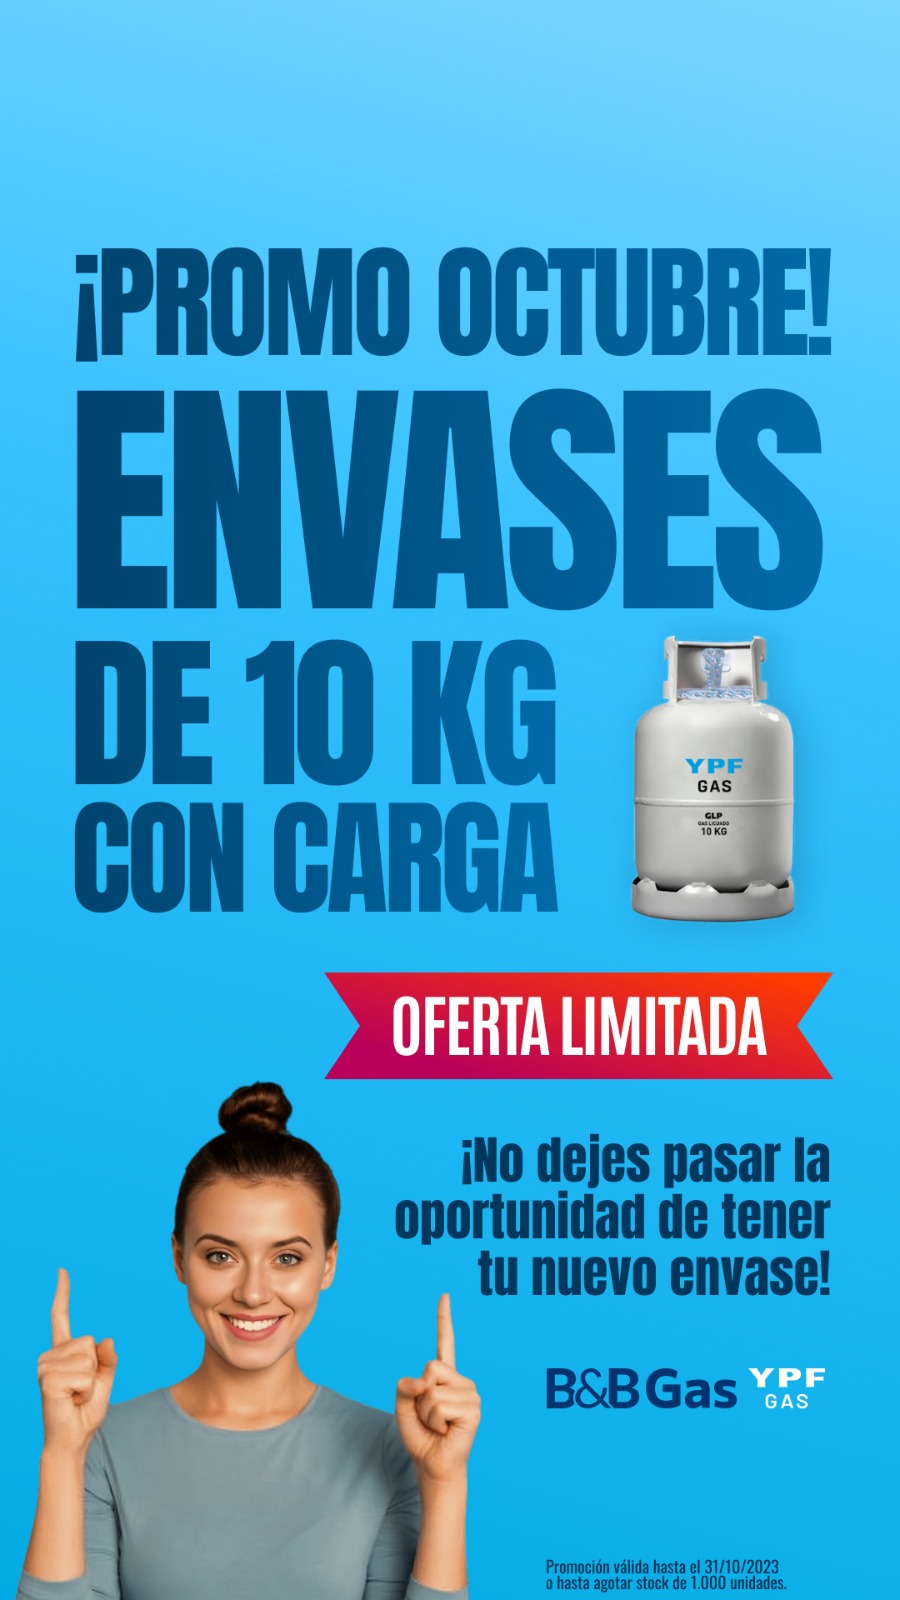 ¡PROMO OCTUBRE!
ENVASES
DE 10 KG
CON CARGA
YPF
GAS
GLP
GAS LICUADO
10 KG
OFERTA LIMITADA
¡No dejes pasar la
oportunidad de tener
tu nuevo envase!
B&B Gas YPF
GAS
Promoción válida hasta el 31/10/2023
o hasta agotar stock de 1.000 unidades.